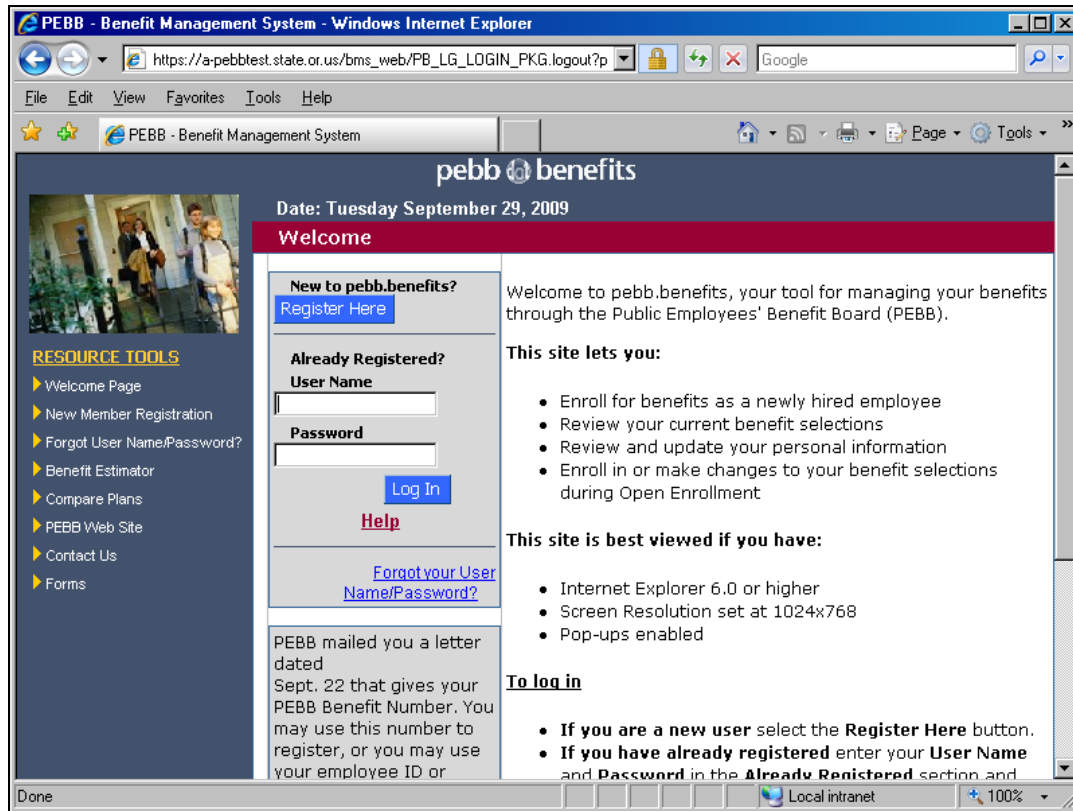 PEBB - Benefit Management System - Windows Internet Explorer
https://a-pebbtest.state.or.us/bms_web/PB_LG_LOGIN_PKG.logout?p
Google
File Edit View Favorites Tools Help
PEBB - Benefit Management System
Page Tools »
pebb benefits
Date: Tuesday September 29, 2009
Welcome
RESOURCE TOOLS
Welcome Page
New Member Registration
Forgot User Name/Password?
Benefit Estimator
Compare Plans
PEBB Web Site
Contact Us
Forms
New to pebb.benefits?
Register Here
Already Registered?
User Name
Password
Log In
Help
Forgot your User
Name/Password?
PEBB mailed you a letter
dated
Sept. 22 that gives your
PEBB Benefit Number. You
may use this number to
register, or you may use
your employee ID or
Welcome to pebb.benefits, your tool for managing your benefits
through the Public Employees' Benefit Board (PEBB).
This site lets you:
• Enroll for benefits as a newly hired employee
• Review your current benefit selections
• Review and update your personal information
• Enroll in or make changes to your benefit selections
during Open Enrollment
This site is best viewed if you have:
• Internet Explorer 6.0 or higher
• Screen Resolution set at 1024x768
• Pop-ups enabled
To log in
• If you are a new user select the Register Here button.
• If you have already registered enter your User Name
and Password in the Already Registered section and
Done
Local intranet
100%